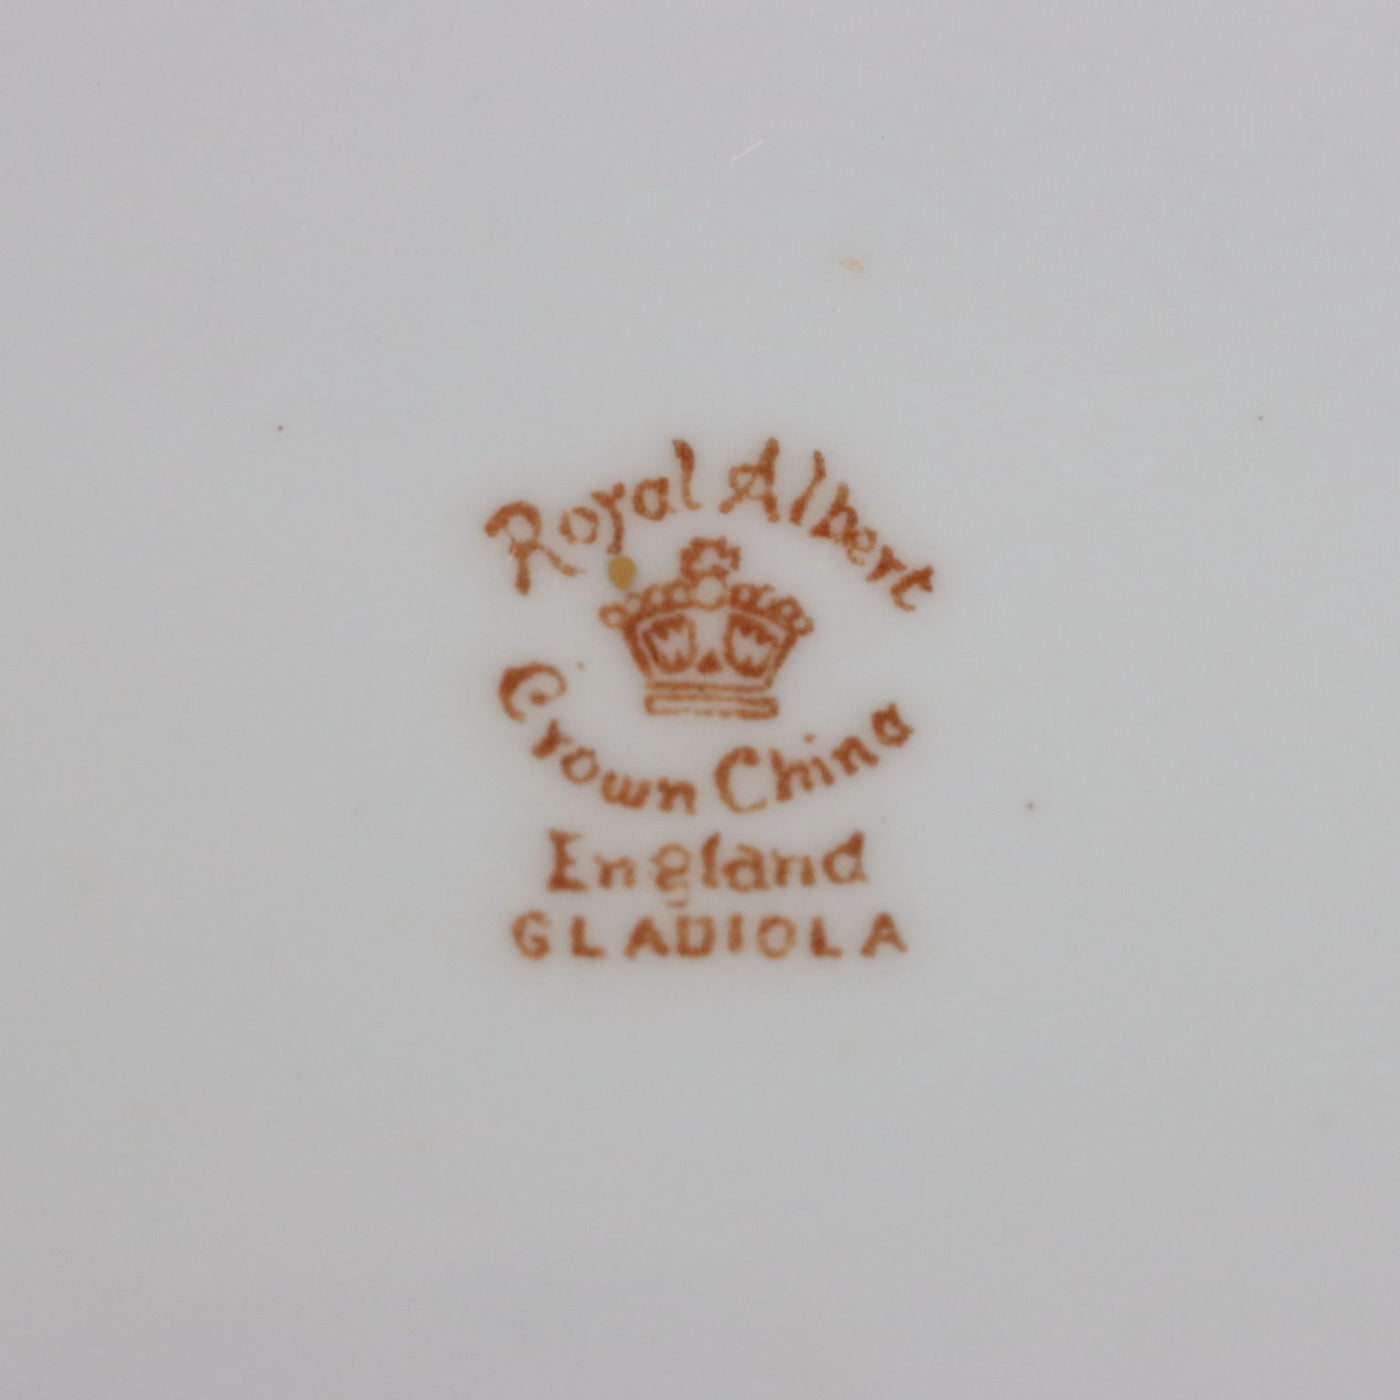 Royal Albert
Crown China
England
GLADIOLA